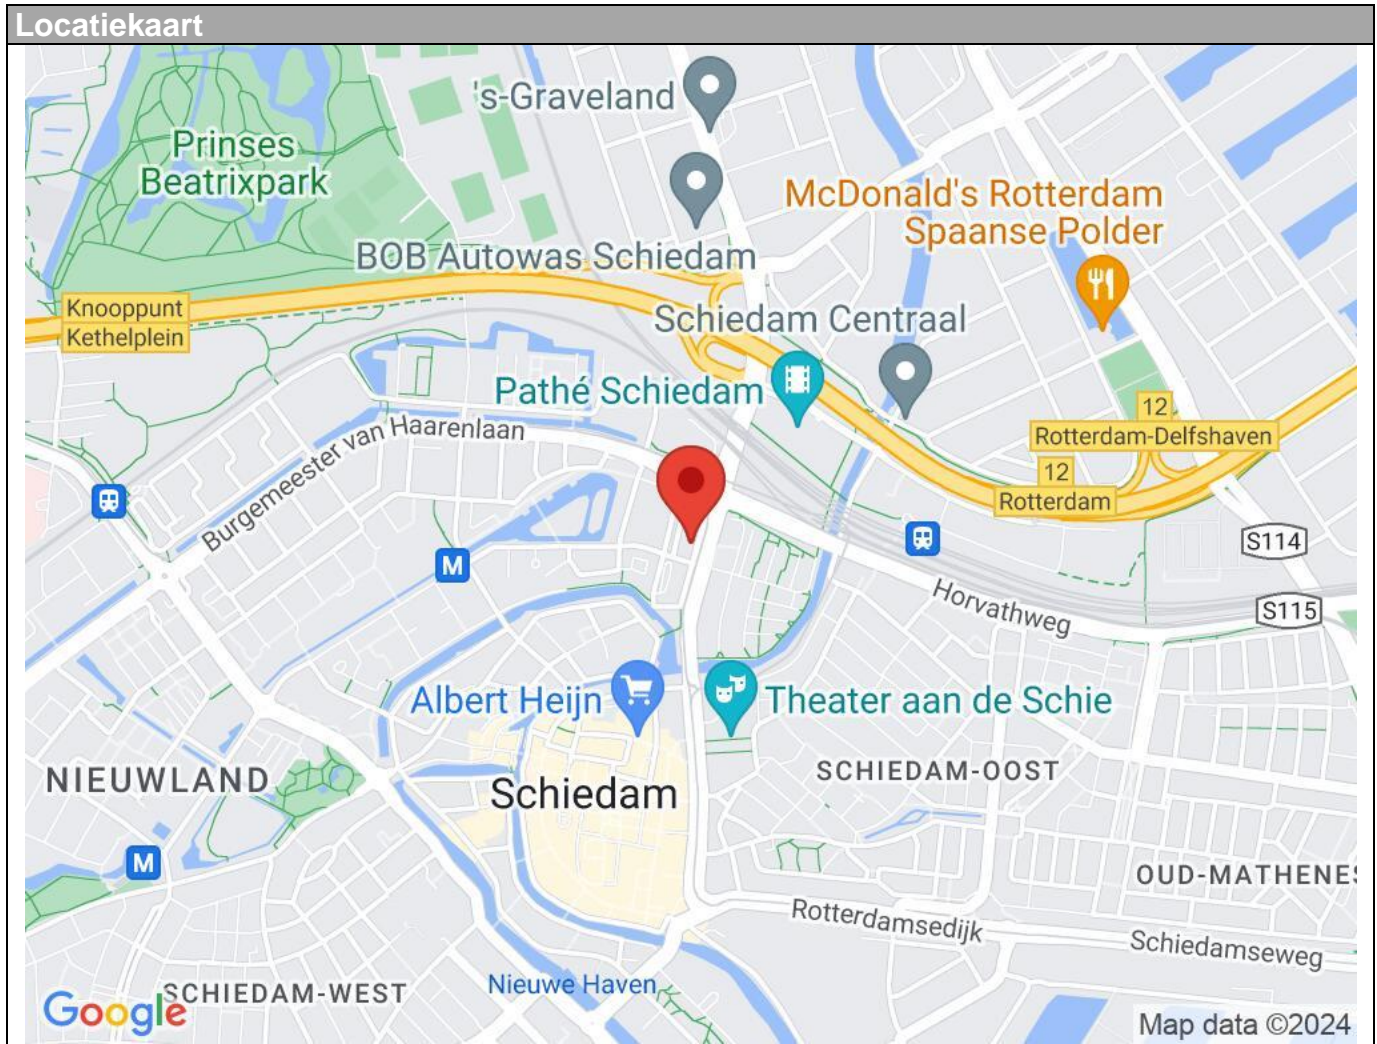 Locatiekaart
's-Graveland
Prinses
Beatrixpark
McDonald's Rotterdam
Spaanse Polder
BOB Autowas Schiedam
Knooppunt
Kethelplein
Schiedam Centraal
Pathé Schiedam
12
Rotterdam-Delfshaven
Burgemeester van Haarenlaan
12
Rotterdam
S114
M
Horvathweg
S115
Albert Heijn
Theater aan de Schie
NIEUWLAND
SCHIEDAM-OOST
Schiedam
M
OUD-MATHENES
Rotterdamsedijk
Schiedamseweg
Nieuwe Haven
SCHIEDAM-WEST
Google
Map data ©2024